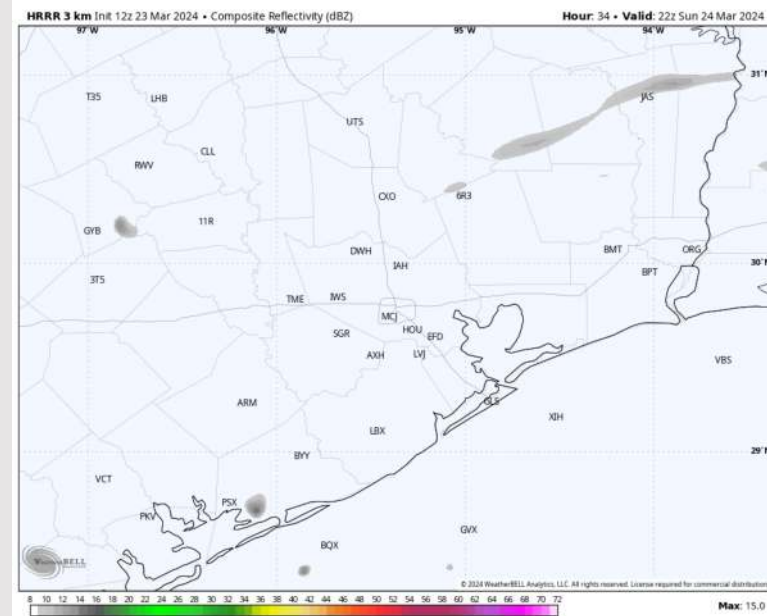 HRRR 3 km Init 12z 23 Mar 2024 • Composite Reflectivity (dBZ) Hour: 34 • Valid: 22z Sun 24 Mar 2024
97°W 96°W 95°W 94°W
31°N
T35 LHB JAS
UTS
CLL
RWV
CXO 6R3
11R
GYB
DWH BMT ORG
30°N
IAH BPT
3T5
TME IWS
MCJ
SGR HOU EFD
AXH LVJ VBS
ARM GLS
XIH
LBX
29°N
BYY
VCT
PSX
PKV
GVX
BQX
WeatherBELL
© 2024 WeatherBELL Analytics, LLC. All rights reserved. License required for commercial distribution
8 10 12 14 16 18 20 22 24 26 28 30 32 34 36 38 40 42 44 46 48 50 52 54 56 58 60 62 64 66 68 70 72 Max: 15.0